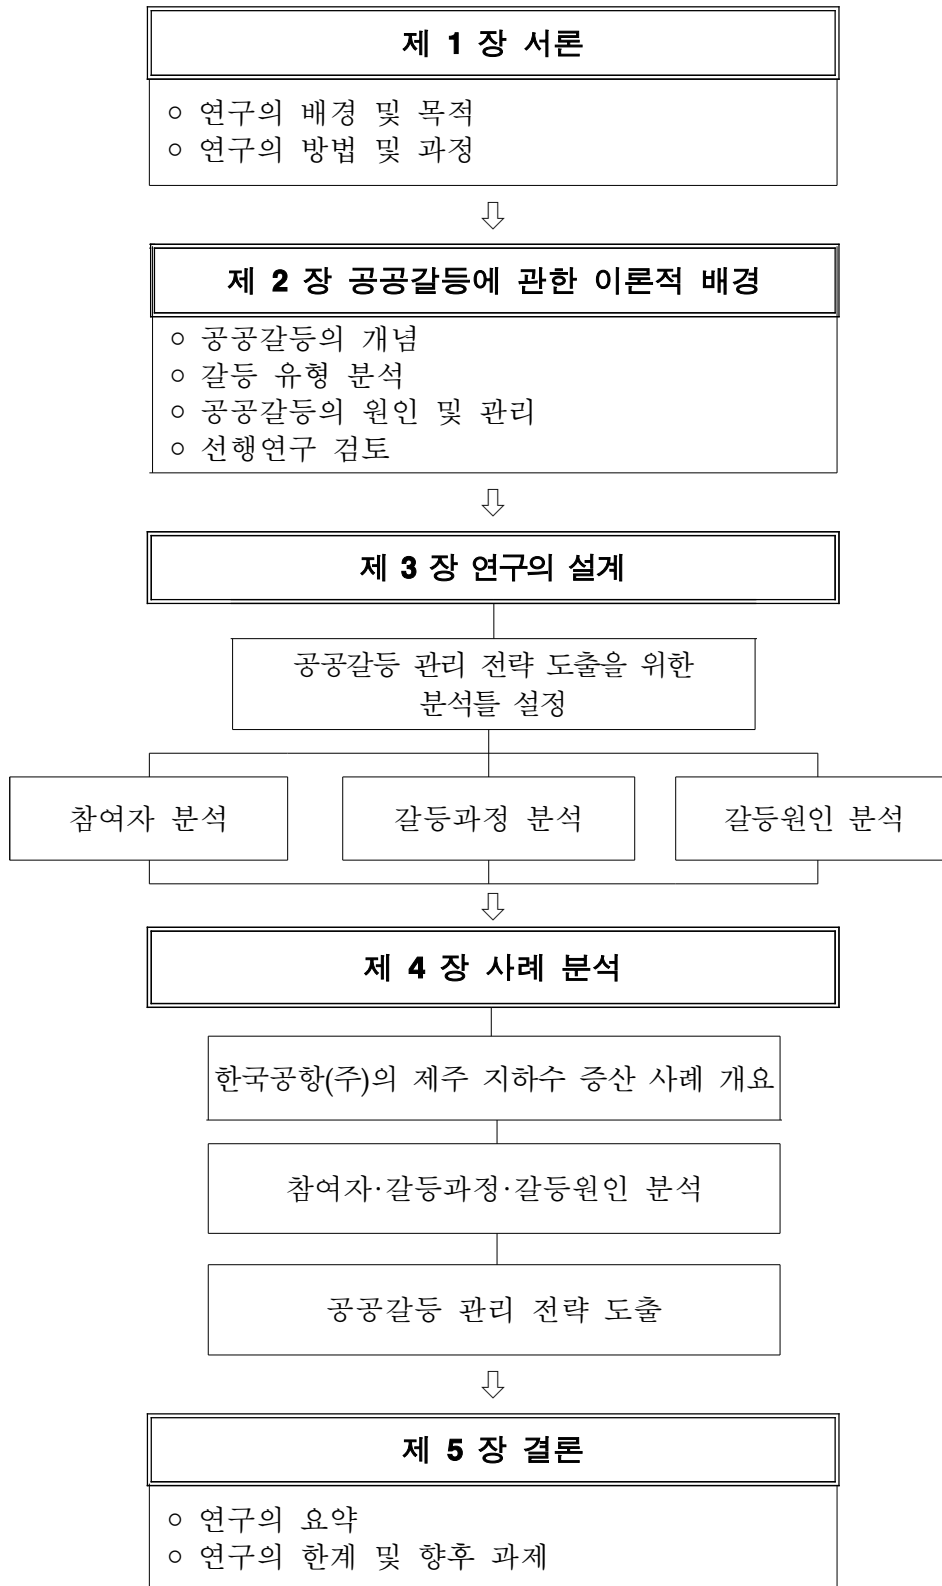 제 1 장 서론
○ 연구의 배경 및 목적
○ 연구의 방법 및 과정
⇩
제 2 장 공공갈등에 관한 이론적 배경
○ 공공갈등의 개념
○ 갈등 유형 분석
○ 공공갈등의 원인 및 관리
○ 선행연구 검토
⇩
제 3 장 연구의 설계
공공갈등 관리 전략 도출을 위한
분석틀 설정
참여자 분석
갈등과정 분석
갈등원인 분석
⇩
제 4 장 사례 분석
한국공항(주)의 제주 지하수 증산 사례 개요
참여자·갈등과정·갈등원인 분석
공공갈등 관리 전략 도출
⇩
제 5 장 결론
○ 연구의 요약
○ 연구의 한계 및 향후 과제